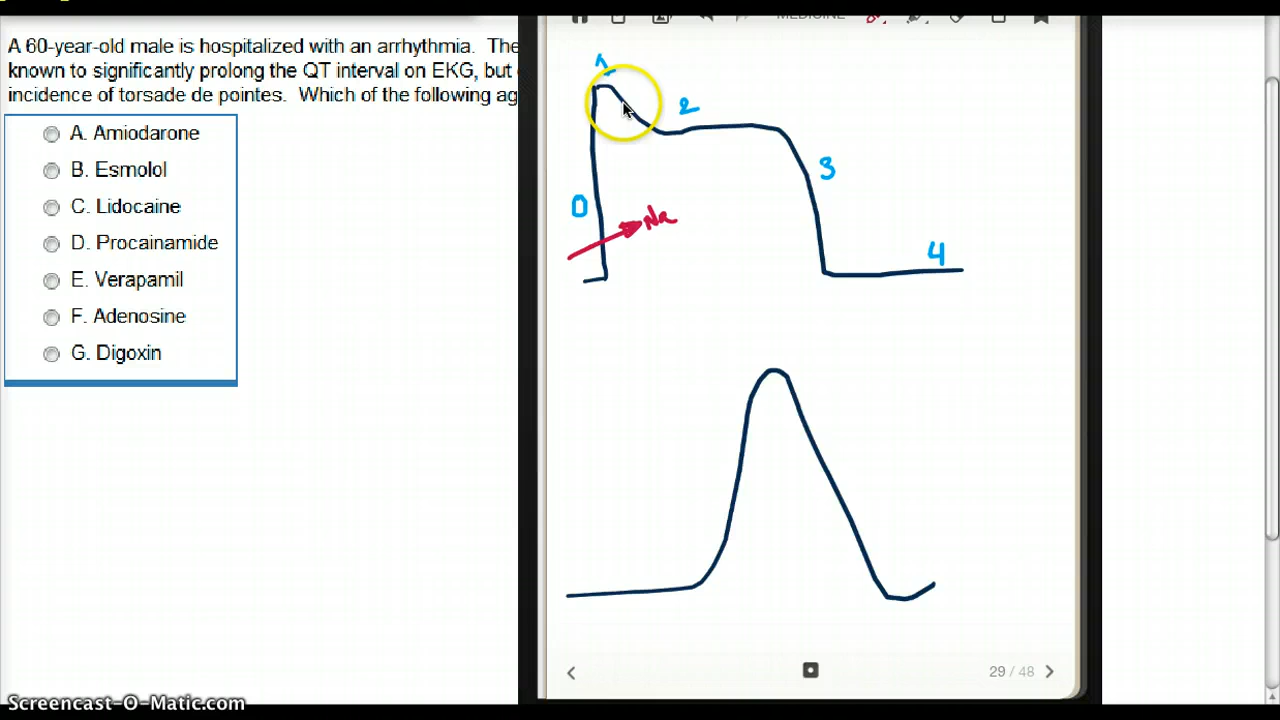 A 60-year-old male is hospitalized with an arrhythmia. The
known to significantly prolong the QT interval on EKG, but
incidence of torsade de pointes. Which of the following ag
A. Amiodarone
B. Esmolol
C. Lidocaine
D. Procainamide
E. Verapamil
F. Adenosine
G. Digoxin
MEDICINE
1
2
3
0
Na
4
29 / 48
Screencast-O-Matic.com